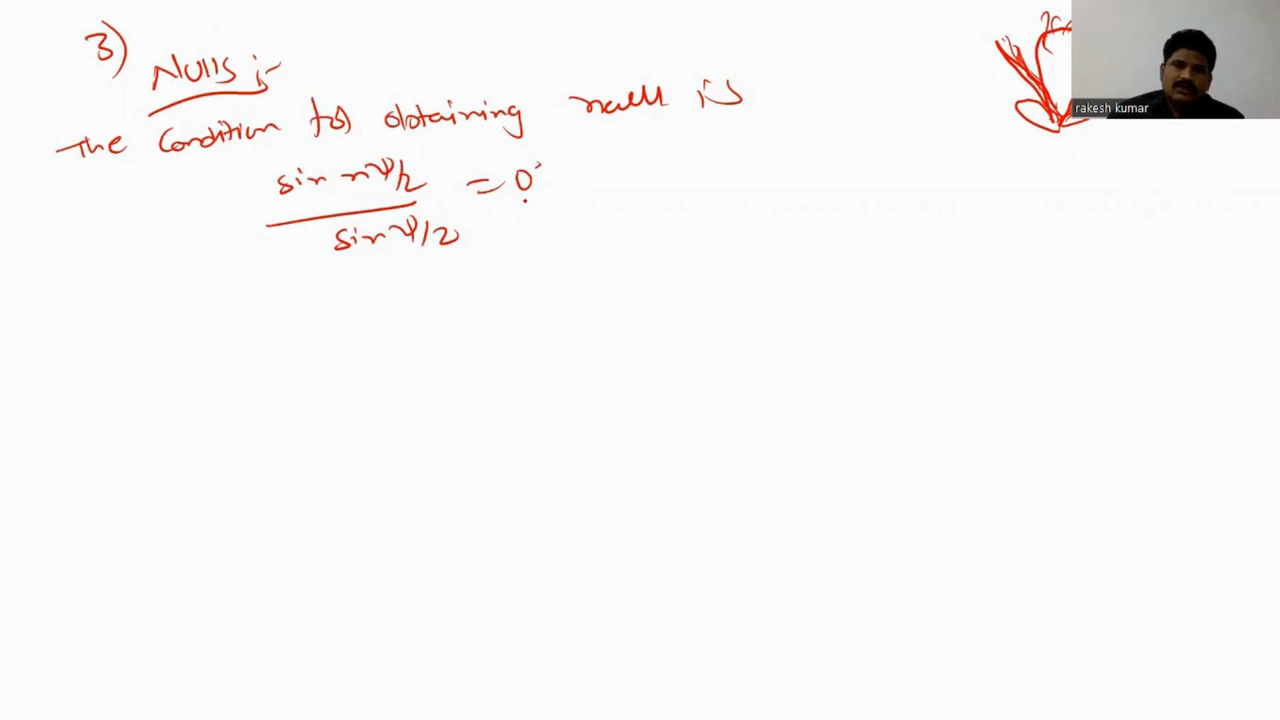 3) Nulls :-
The Condition for obtaining null is
sin nψ/2
= 0
sin ψ/2
rakesh kumar